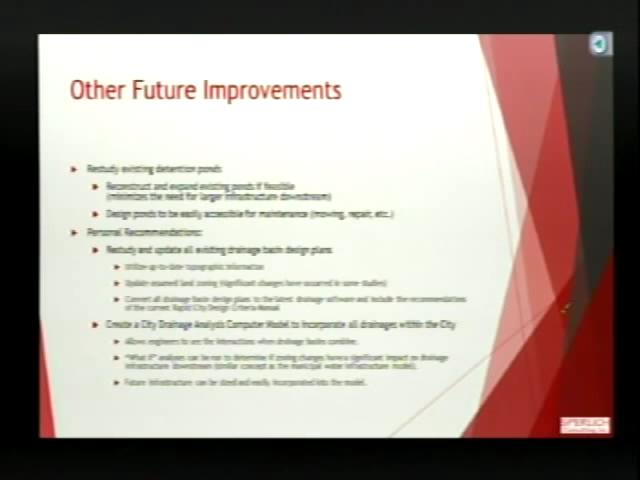 Other Future Improvements
Restudy existing detention ponds
Reconstruct and expand existing ponds if feasible
(minimizes the need for larger infrastructure downstream)
Design ponds to be easily accessible for maintenance (mowing, repair, etc.)
Personal Recommendations:
Restudy and update all existing drainage basin design plans
Utilize up-to-date topographic information
Update assumed land zoning (significant changes have occurred in some studies)
Convert all drainage basin design plans to the latest drainage software and include the recommendations
of the current Rapid City Design Criteria Manual
Create a City Drainage Analysis Computer Model to incorporate all drainages within the City
Allows engineers to see the interactions when drainage basins combine.
"What if" analyses can be run to determine if zoning changes have a significant impact on drainage
infrastructure downstream (similar concept as the municipal water infrastructure model).
Future infrastructure can be sized and easily incorporated into the model.
SPERLICH
Consulting, Inc.